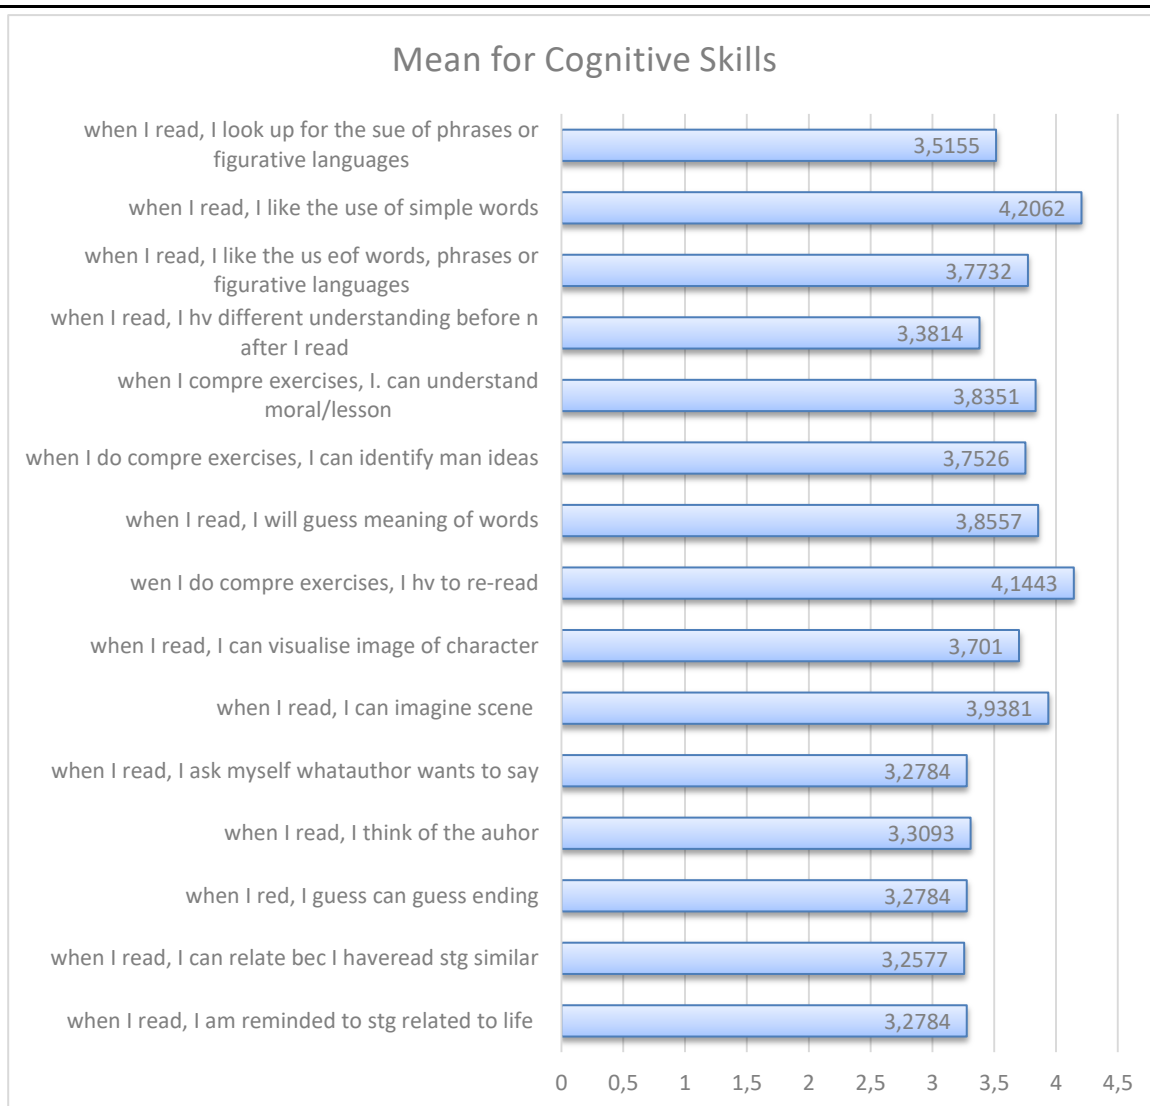 Mean for Cognitive Skills
when I read, I look up for the sue of phrases or
figurative languages
3,5155
when I read, I like the use of simple words
4,2062
when I read, I like the us eof words, phrases or
figurative languages
3,7732
when I read, I hv different understanding before n
after I read
3,3814
when I compre exercises, I. can understand
moral/lesson
3,8351
when I do compre exercises, I can identify man ideas
3,7526
when I read, I will guess meaning of words
3,8557
wen I do compre exercises, I hv to re-read
4,1443
when I read, I can visualise image of character
3,701
when I read, I can imagine scene
3,9381
when I read, I ask myself whatauthor wants to say
3,2784
when I read, I think of the auhor
3,3093
when I red, I guess can guess ending
3,2784
when I read, I can relate bec I haveread stg similar
3,2577
when I read, I am reminded to stg related to life
3,2784
0 0,5 1 1,5 2 2,5 3 3,5 4 4,5